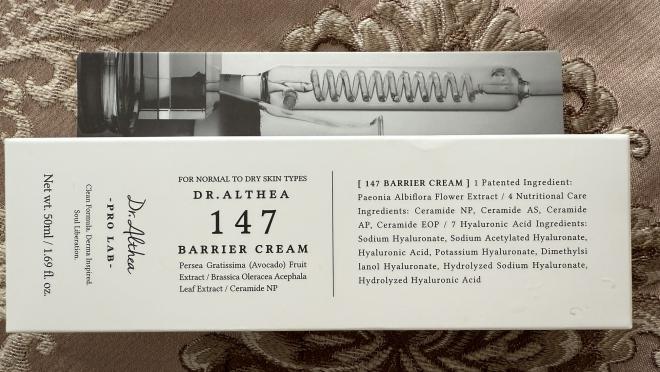 Net wt. 50ml / 1.69 fl oz.
Clean Formula. Derma Inspired.
Soul Liberation.
Dr.Althea
-PRO LAB-
FOR NORMAL TO DRY SKIN TYPES
DR.ALTHEA
147
BARRIER CREAM
Persea Gratissima (Avocado) Fruit
Extract / Brassica Oleracea Acephala
Leaf Extract / Ceramide NP
[ 147 BARRIER CREAM ] 1 Patented Ingredient:
Paeonia Albiflora Flower Extract / 4 Nutritional Care
Ingredients: Ceramide NP, Ceramide AS, Ceramide
AP, Ceramide EOP / 7 Hyaluronic Acid Ingredients:
Sodium Hyaluronate, Sodium Acetylated Hyaluronate,
Hyaluronic Acid, Potassium Hyaluronate, Dimethylsi
lanol Hyaluronate, Hydrolyzed Sodium Hyaluronate,
Hydrolyzed Hyaluronic Acid